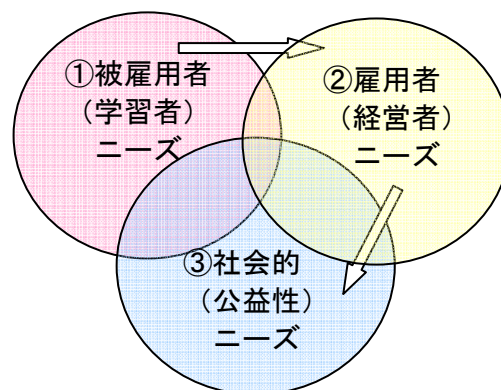 ①被雇用者
（学習者）
ニーズ
②雇用者
（経営者）
ニーズ
③社会的
（公益性）
ニーズ